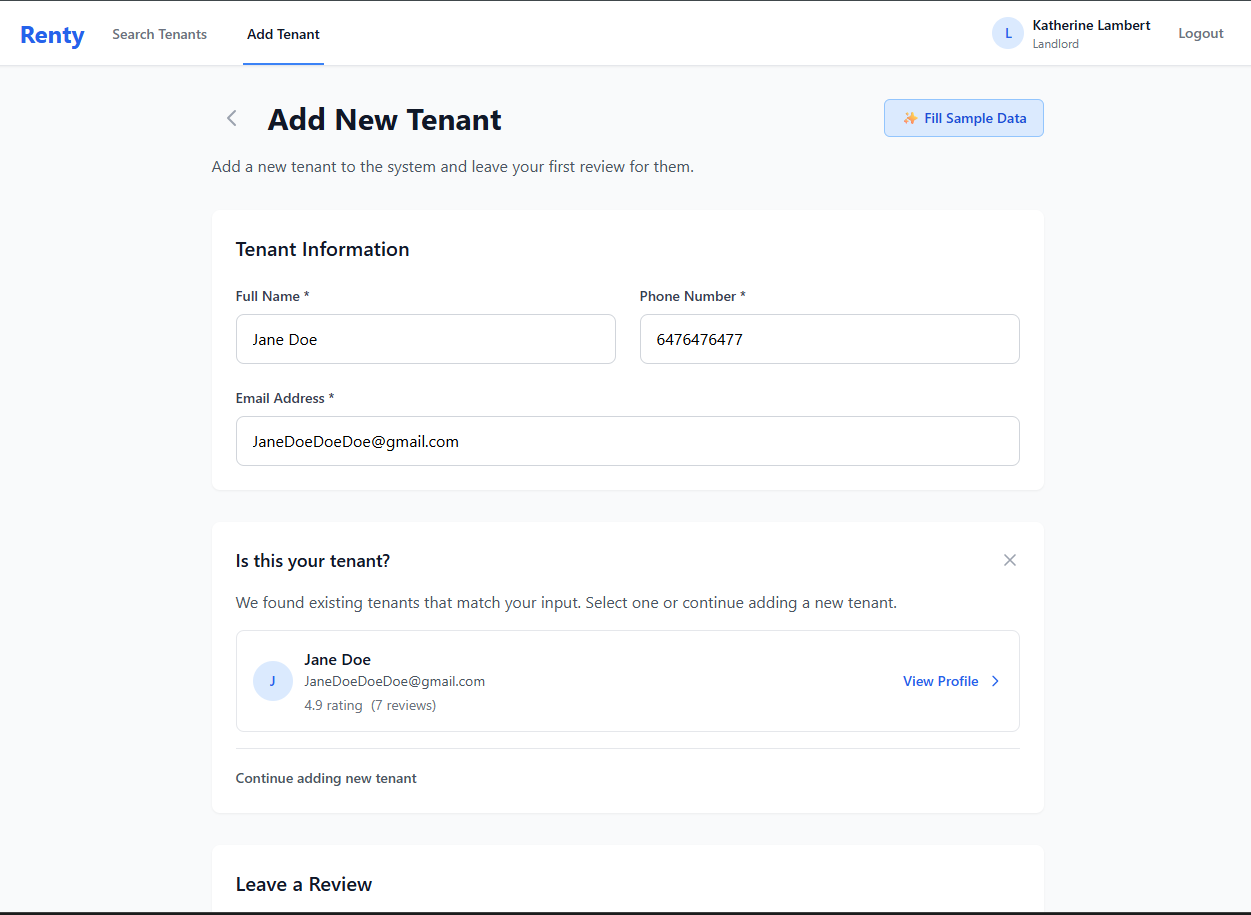 Renty
Search Tenants
Add Tenant
L
Katherine Lambert
Landlord
Logout
Add New Tenant
✨ Fill Sample Data
Add a new tenant to the system and leave your first review for them.
Tenant Information
Full Name *
Phone Number *
Jane Doe
6476476477
Email Address *
JaneDoeDoeDoe@gmail.com
Is this your tenant?
We found existing tenants that match your input. Select one or continue adding a new tenant.
J
Jane Doe
JaneDoeDoeDoe@gmail.com
4.9 rating (7 reviews)
View Profile
Continue adding new tenant
Leave a Review